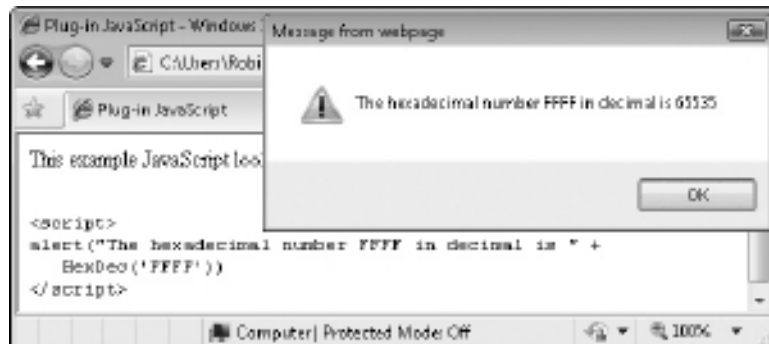 Plug-in JavaScript - Windows
Message from webpage
C:\Users\Robi
Plug-in JavaScript
The hexadecimal number FFFF in decimal is 65535
This example JavaScript loo
OK
<script>
alert("The hexadecimal number FFFF in decimal is " +
HexDec('FFFF'))
</script>
Computer | Protected Mode: Off
100%